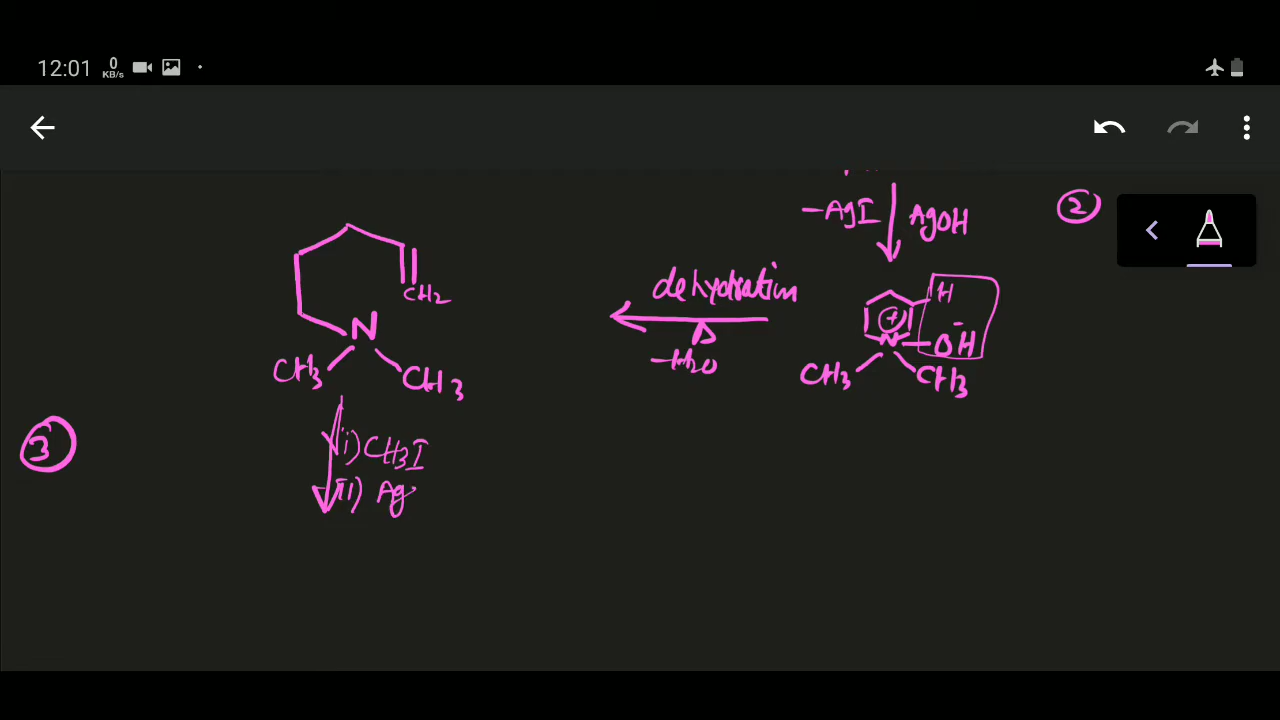 12:01 0 KB/s
-AgI AgOH
2
dehydration
Δ
-H2O
CH2
N
CH3 CH3
H
+
N - OH
CH3 CH3
3
i) CH3I
ii) Ag